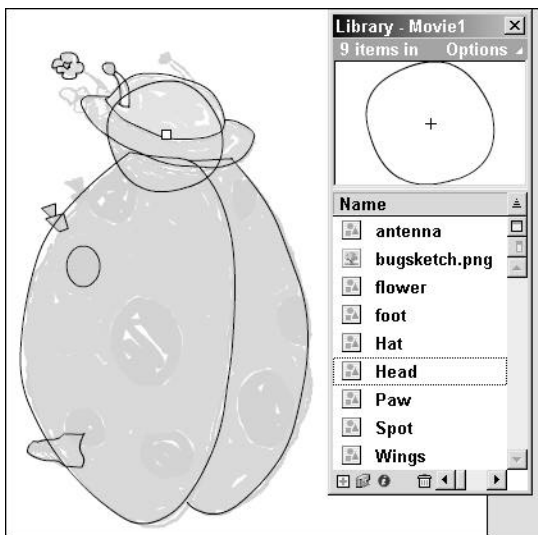 Library - Movie1
9 items in Options
Name
antenna
bugsketch.png
flower
foot
Hat
Head
Paw
Spot
Wings